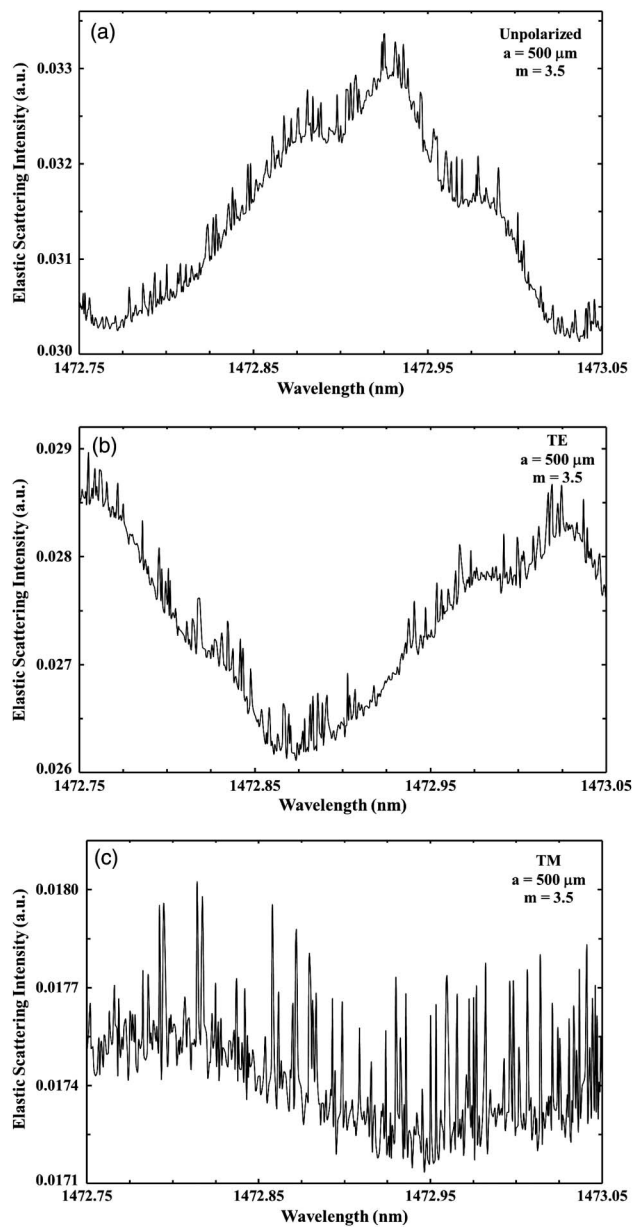 (a)
Unpolarized
a = 500 μm
m = 3.5
Elastic Scattering Intensity (a.u.)
0.033
0.032
0.031
0.030
1472.75
1472.85
1472.95
1473.05
Wavelength (nm)
(b)
TE
a = 500 μm
m = 3.5
Elastic Scattering Intensity (a.u.)
0.029
0.028
0.027
0.026
1472.75
1472.85
1472.95
1473.05
Wavelength (nm)
(c)
TM
a = 500 μm
m = 3.5
Elastic Scattering Intensity (a.u.)
0.0180
0.0177
0.0174
0.0171
1472.75
1472.85
1472.95
1473.05
Wavelength (nm)